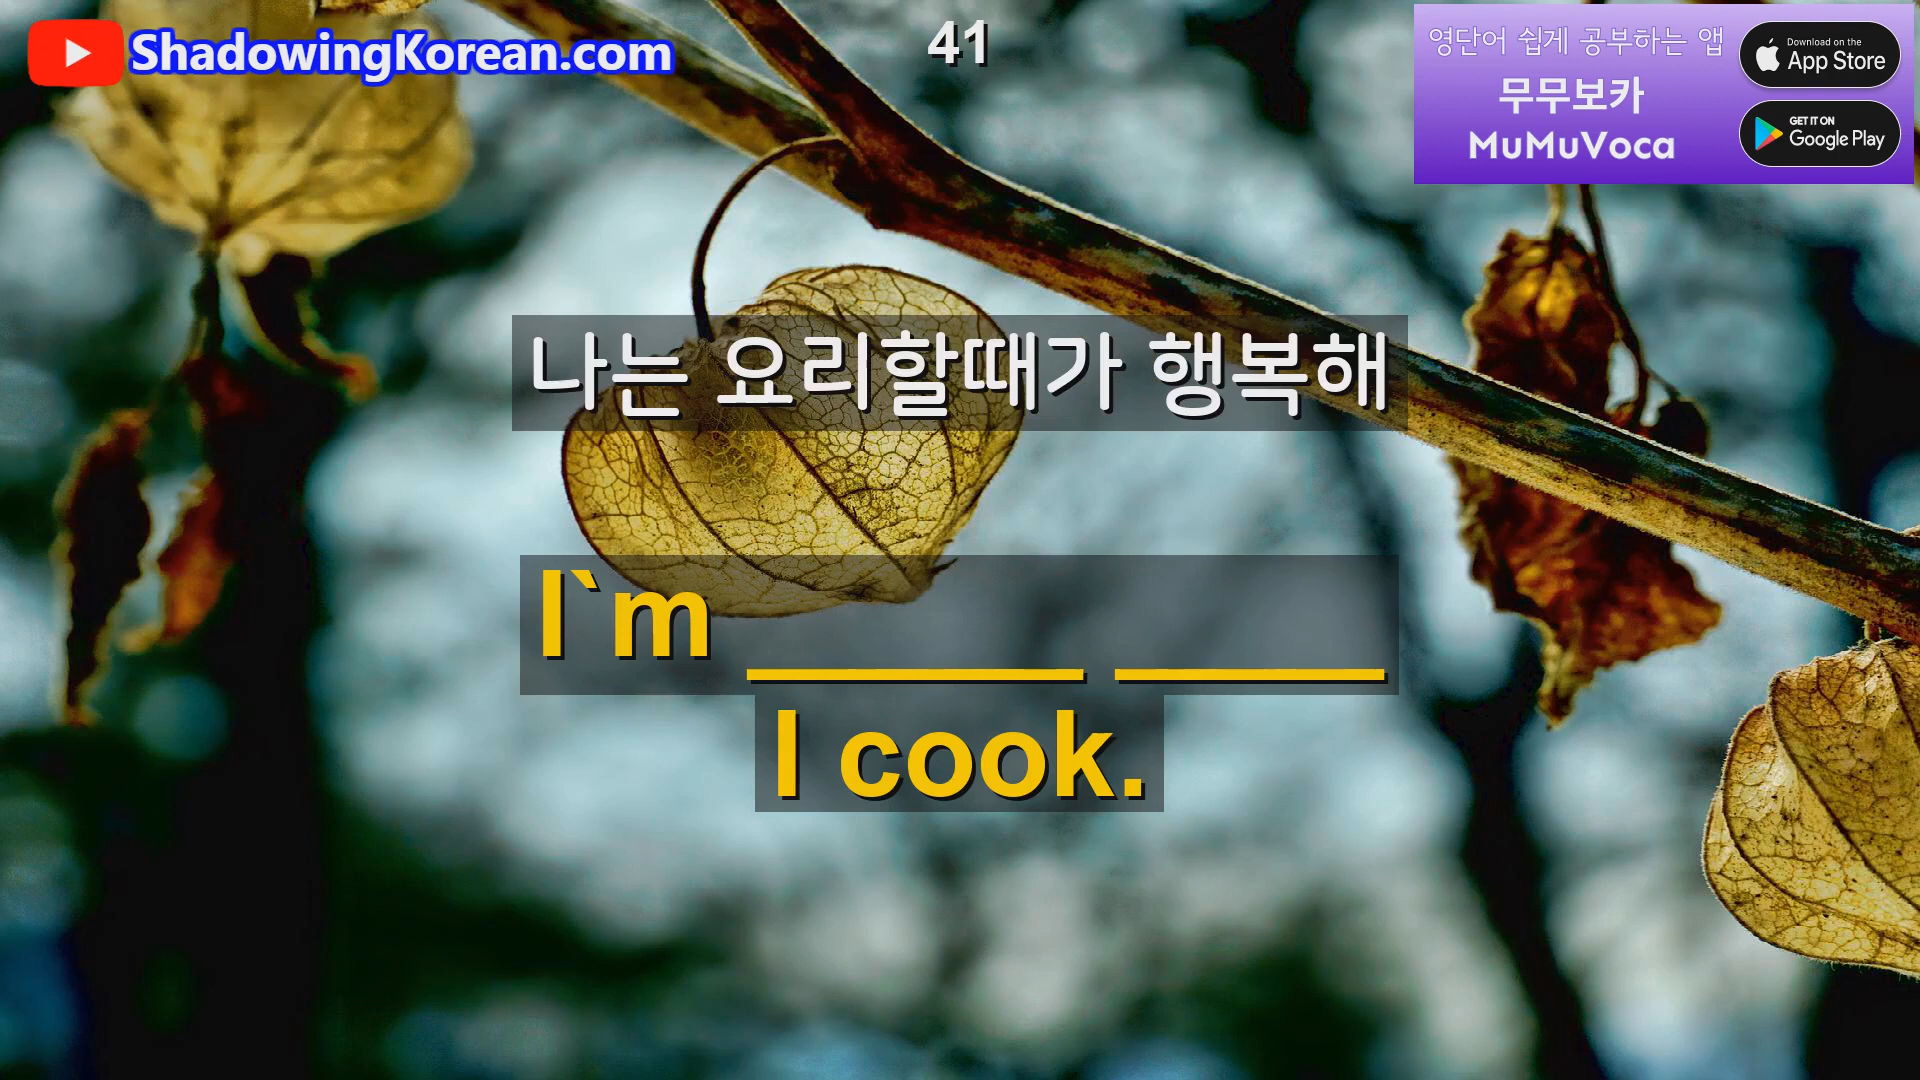 ShadowingKorean.com
41
영단어 쉽게 공부하는 앱
무무보카
MuMuVoca
Download on the
App Store
GET IT ON
Google Play
나는 요리할때가 행복해
I`m _____ ____
I cook.